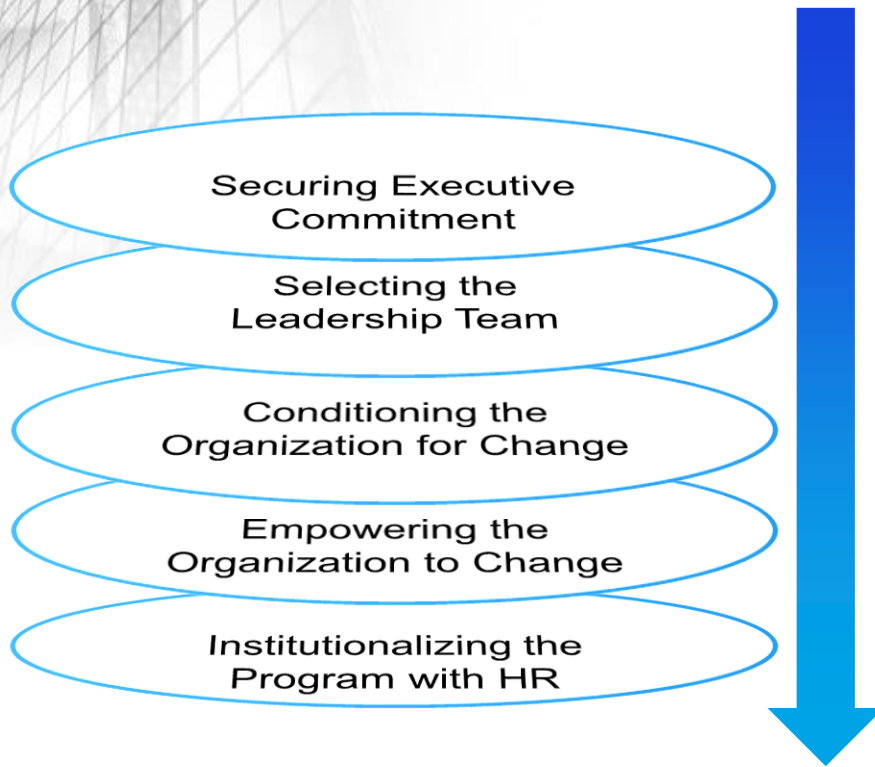 Securing Executive
Commitment
Selecting the
Leadership Team
Conditioning the
Organization for Change
Empowering the
Organization to Change
Institutionalizing the
Program with HR